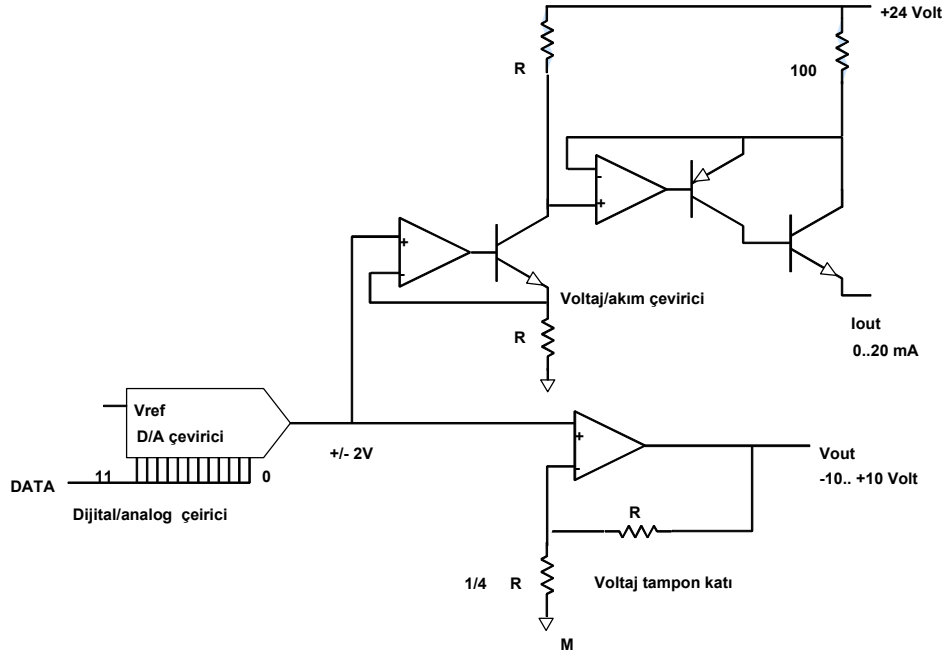 +24 Volt
R
100
-
+
+
-
Voltaj/akım çevirici
R
Iout
0..20 mA
Vref
D/A çevirici
+/- 2V
+
-
Vout
-10.. +10 Volt
11
0
DATA
Dijital/analog çeirici
R
1/4 R
Voltaj tampon katı
M